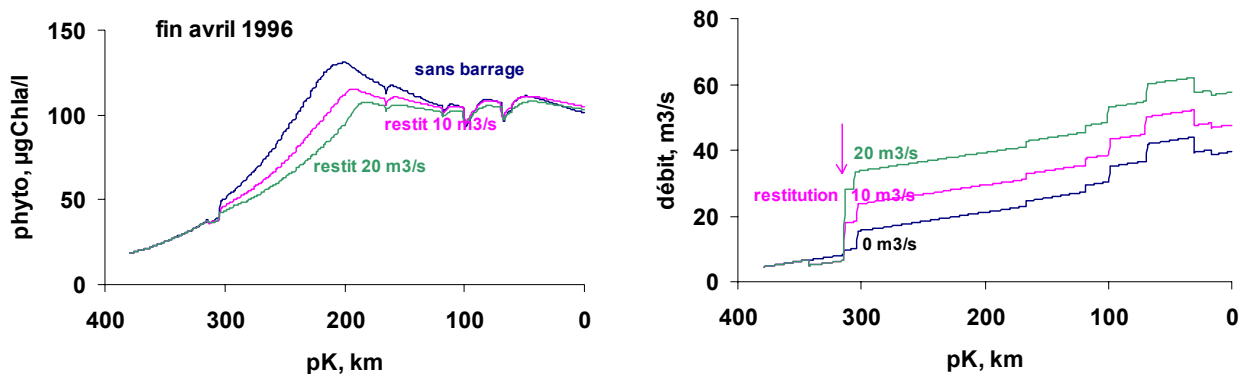 fin avril 1996
phyto, µgChla/l
150
100
50
0
sans barrage
restit 10 m3/s
restit 20 m3/s
400
300
200
100
0
pK, km
débit, m3/s
80
60
40
20
0
20 m3/s
restitution 10 m3/s
0 m3/s
400
300
200
100
0
pK, km